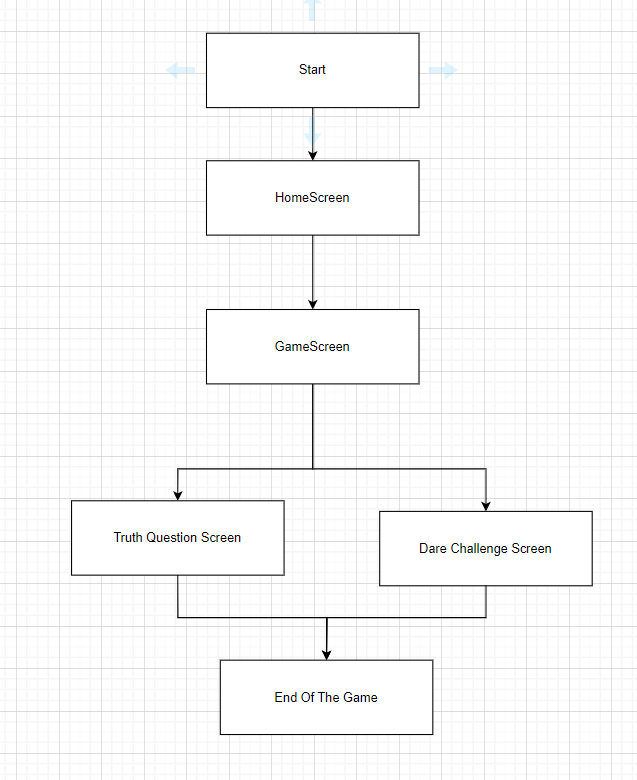 Start
HomeScreen
GameScreen
Truth Question Screen
Dare Challenge Screen
End Of The Game